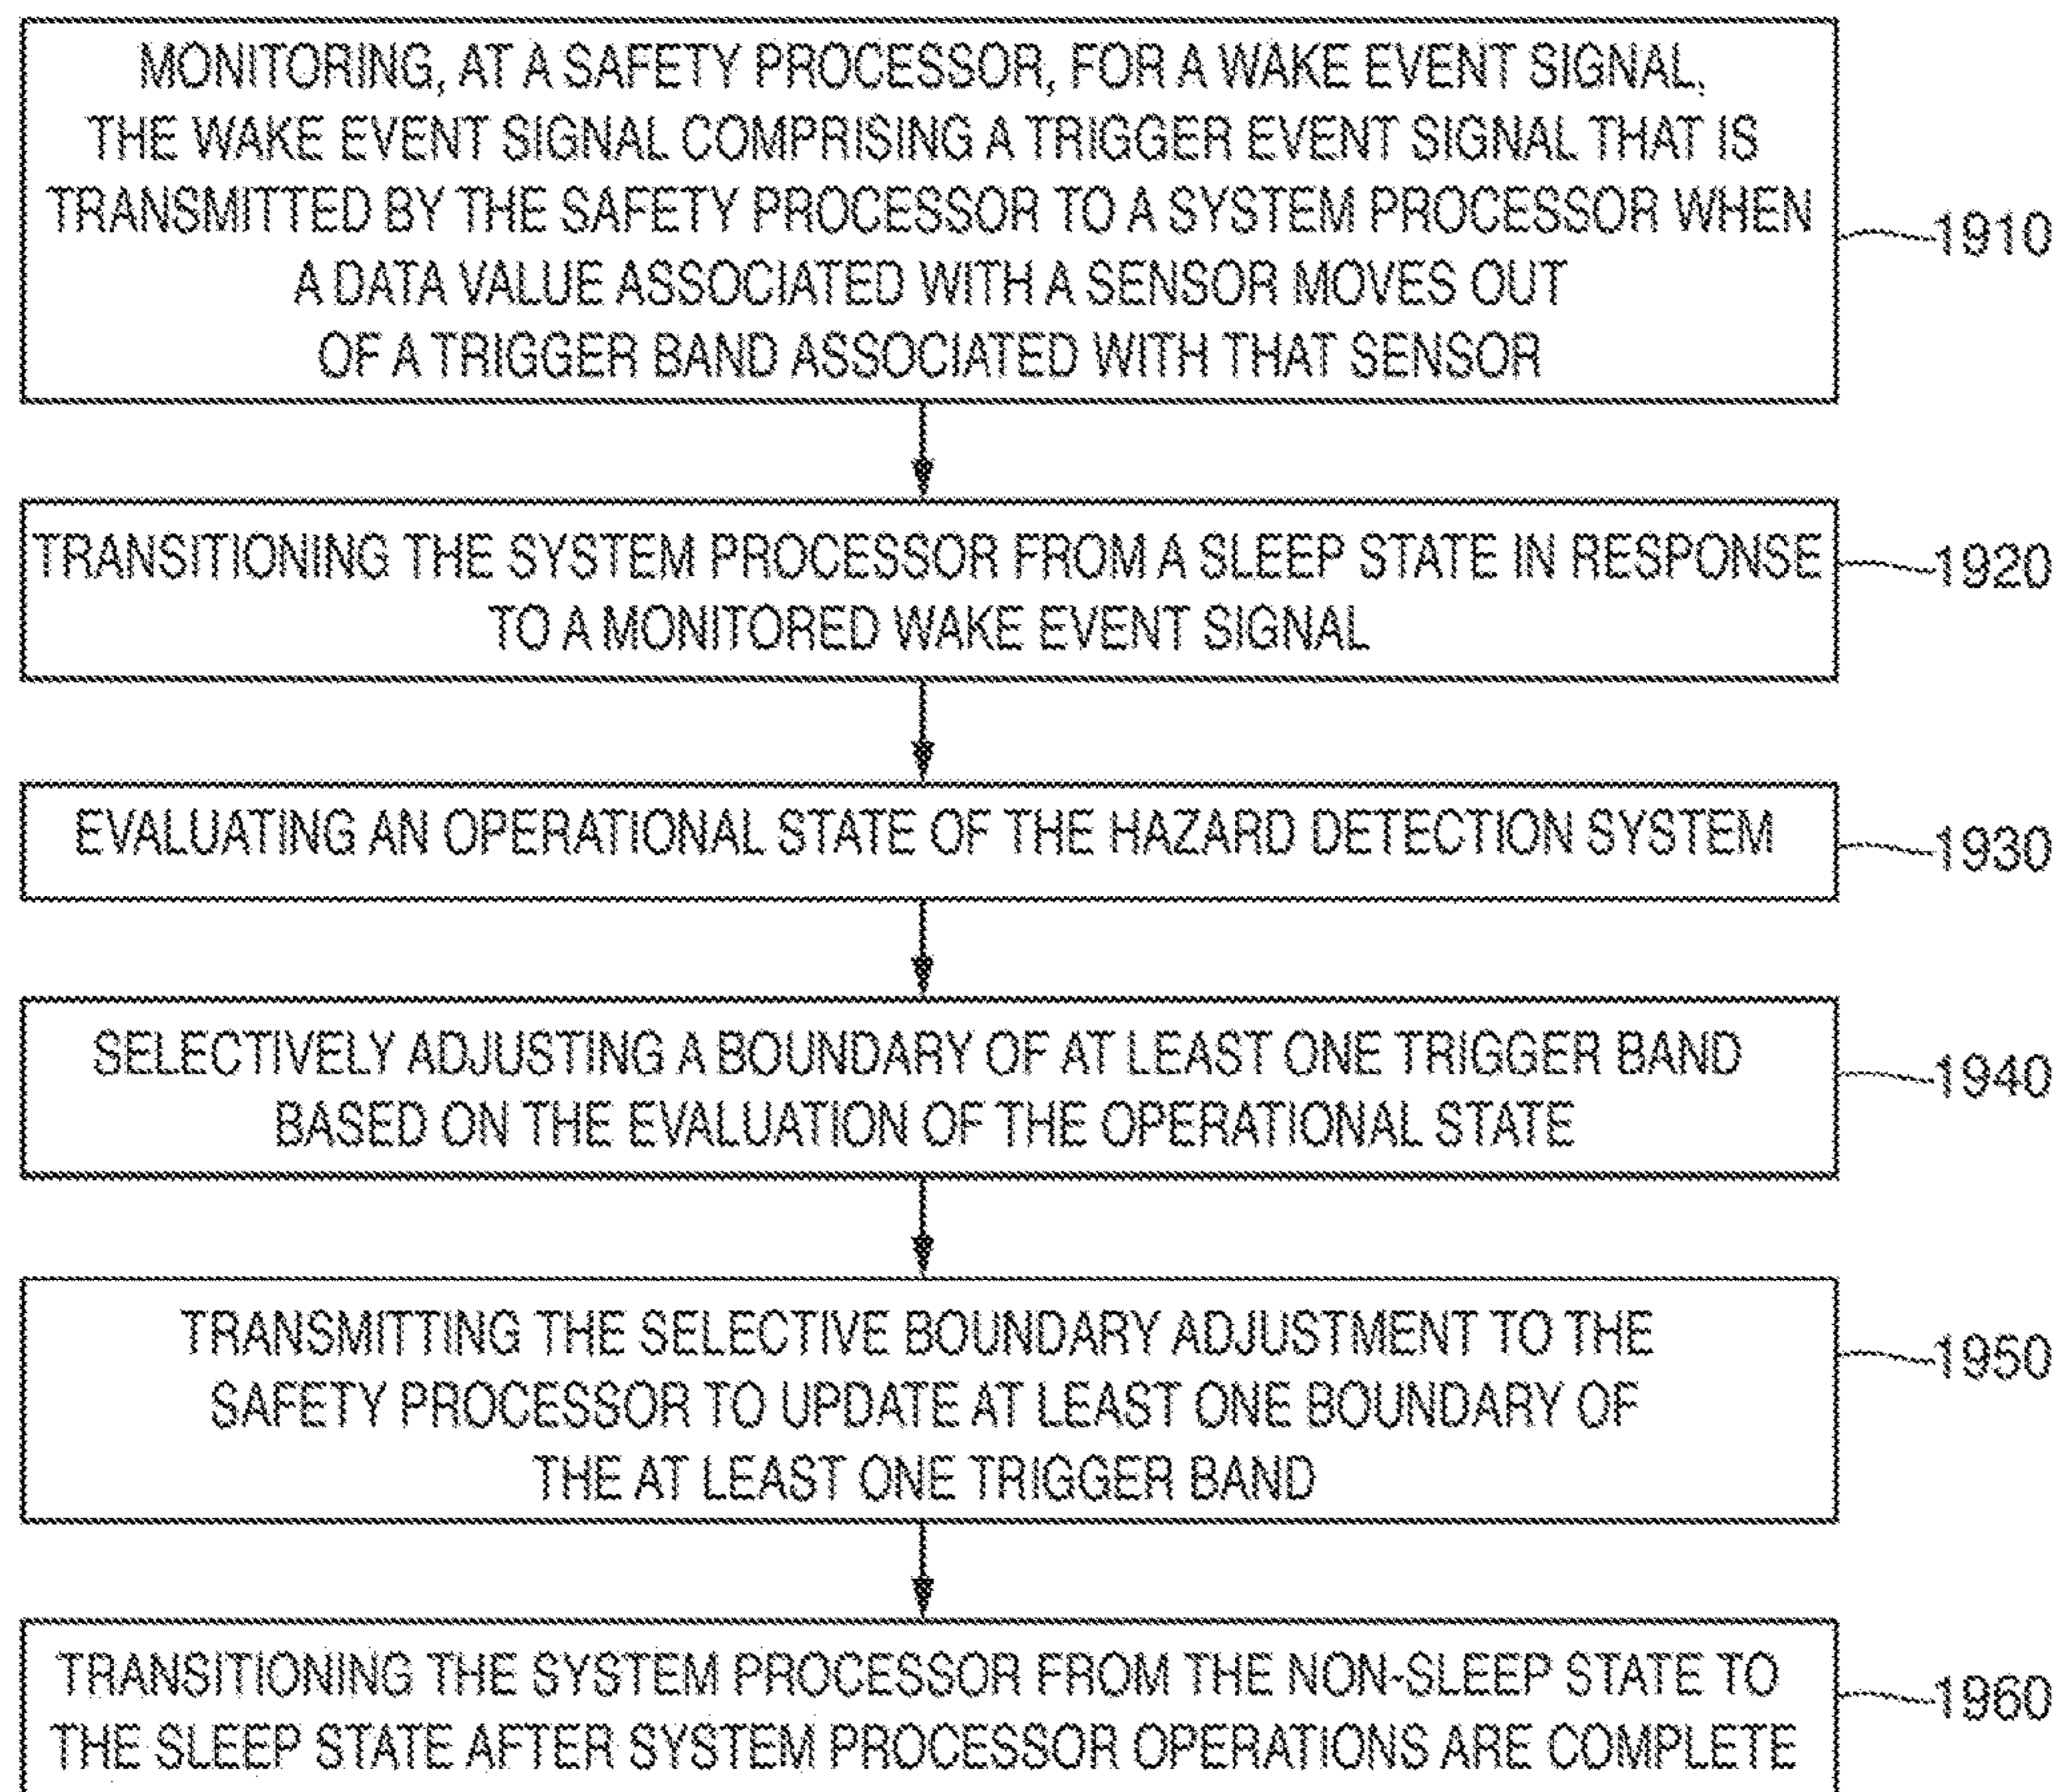 MONITORING, AT A SAFETY PROCESSOR, FOR A WAKE EVENT SIGNAL,
THE WAKE EVENT SIGNAL COMPRISING A TRIGGER EVENT SIGNAL THAT IS
TRANSMITTED BY THE SAFETY PROCESSOR TO A SYSTEM PROCESSOR WHEN
A DATA VALUE ASSOCIATED WITH A SENSOR MOVES OUT
OF A TRIGGER BAND ASSOCIATED WITH THAT SENSOR
1910
TRANSITIONING THE SYSTEM PROCESSOR FROM A SLEEP STATE IN RESPONSE
TO A MONITORED WAKE EVENT SIGNAL
1920
EVALUATING AN OPERATIONAL STATE OF THE HAZARD DETECTION SYSTEM
1930
SELECTIVELY ADJUSTING A BOUNDARY OF AT LEAST ONE TRIGGER BAND
BASED ON THE EVALUATION OF THE OPERATIONAL STATE
1940
TRANSMITTING THE SELECTIVE BOUNDARY ADJUSTMENT TO THE
SAFETY PROCESSOR TO UPDATE AT LEAST ONE BOUNDARY OF
THE AT LEAST ONE TRIGGER BAND
1950
TRANSITIONING THE SYSTEM PROCESSOR FROM THE NON-SLEEP STATE TO
THE SLEEP STATE AFTER SYSTEM PROCESSOR OPERATIONS ARE COMPLETE
1960